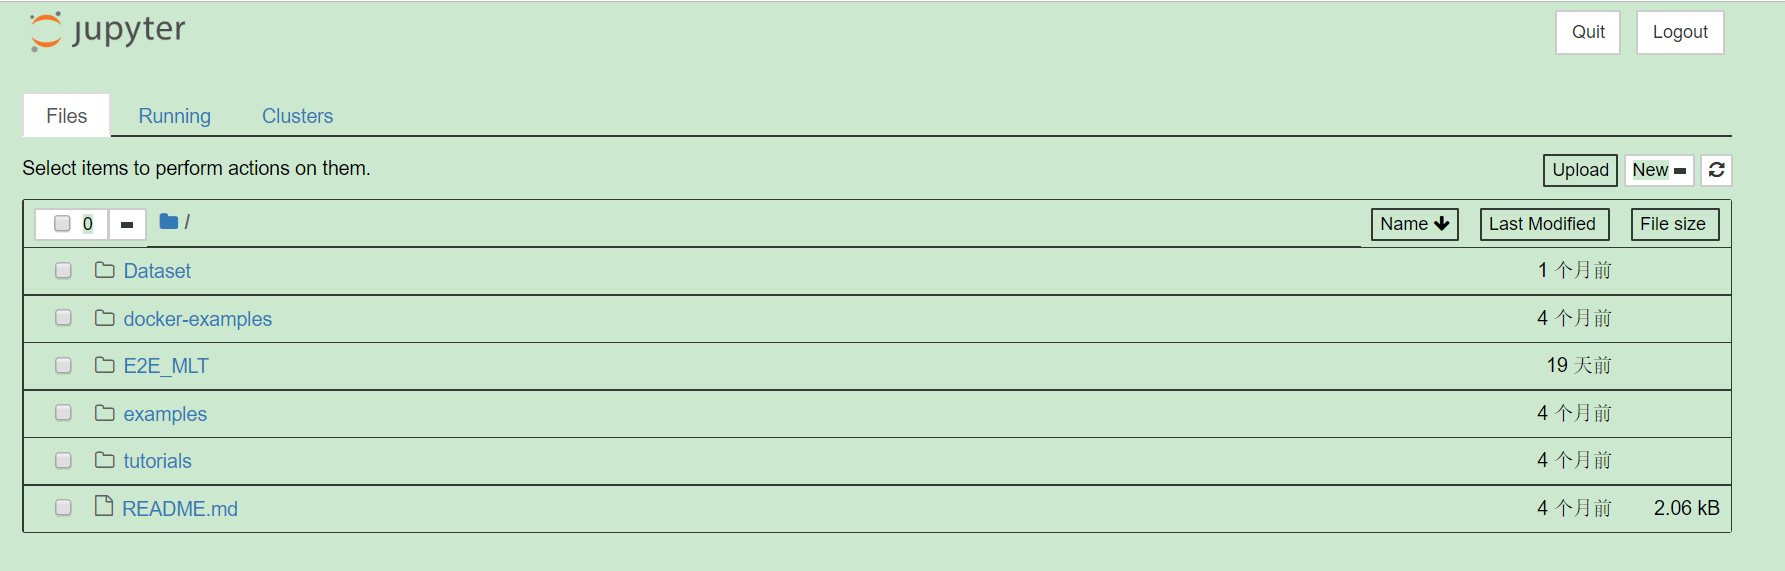 jupyter
Quit Logout
Files Running Clusters
Select items to perform actions on them.
Upload New
0 / Name Last Modified File size
Dataset 1 个月前
docker-examples 4 个月前
E2E_MLT 19 天前
examples 4 个月前
tutorials 4 个月前
README.md 4 个月前 2.06 kB